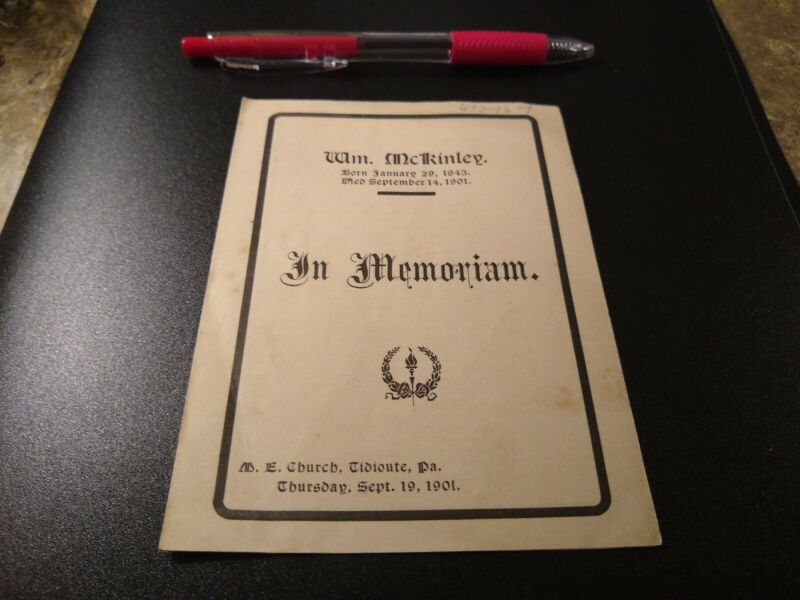 Wm. McKinley.
Born January 29, 1843.
Died September 14, 1901.
In Memoriam.
M. E. Church, Tidioute, Pa.
Thursday, Sept. 19, 1901.